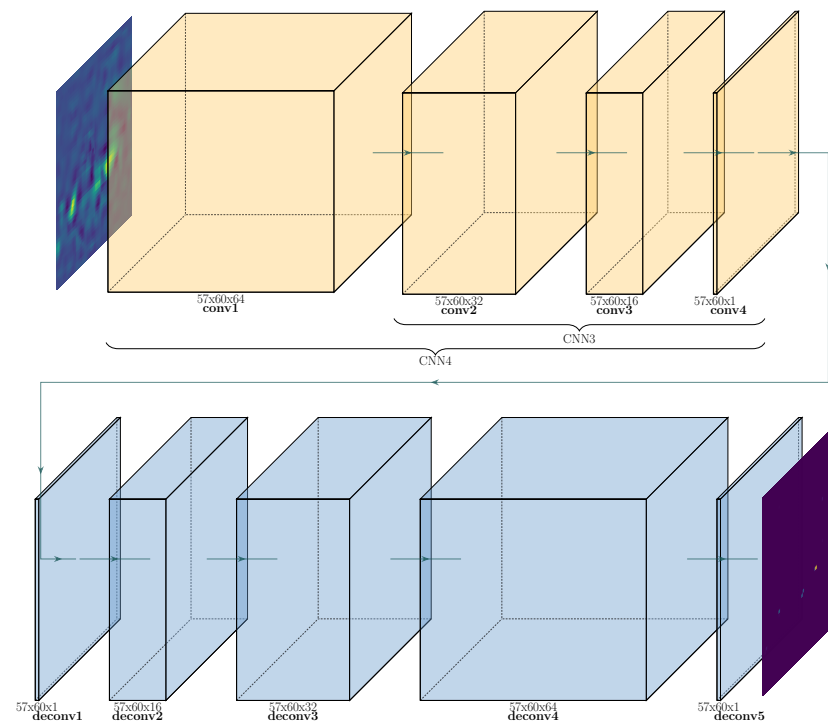 57x60x64
conv1
57x60x32
conv2
57x60x16
conv3
57x60x1
conv4
CNN3
CNN4
57x60x1
deconv1
57x60x16
deconv2
57x60x32
deconv3
57x60x64
deconv4
57x60x1
deconv5